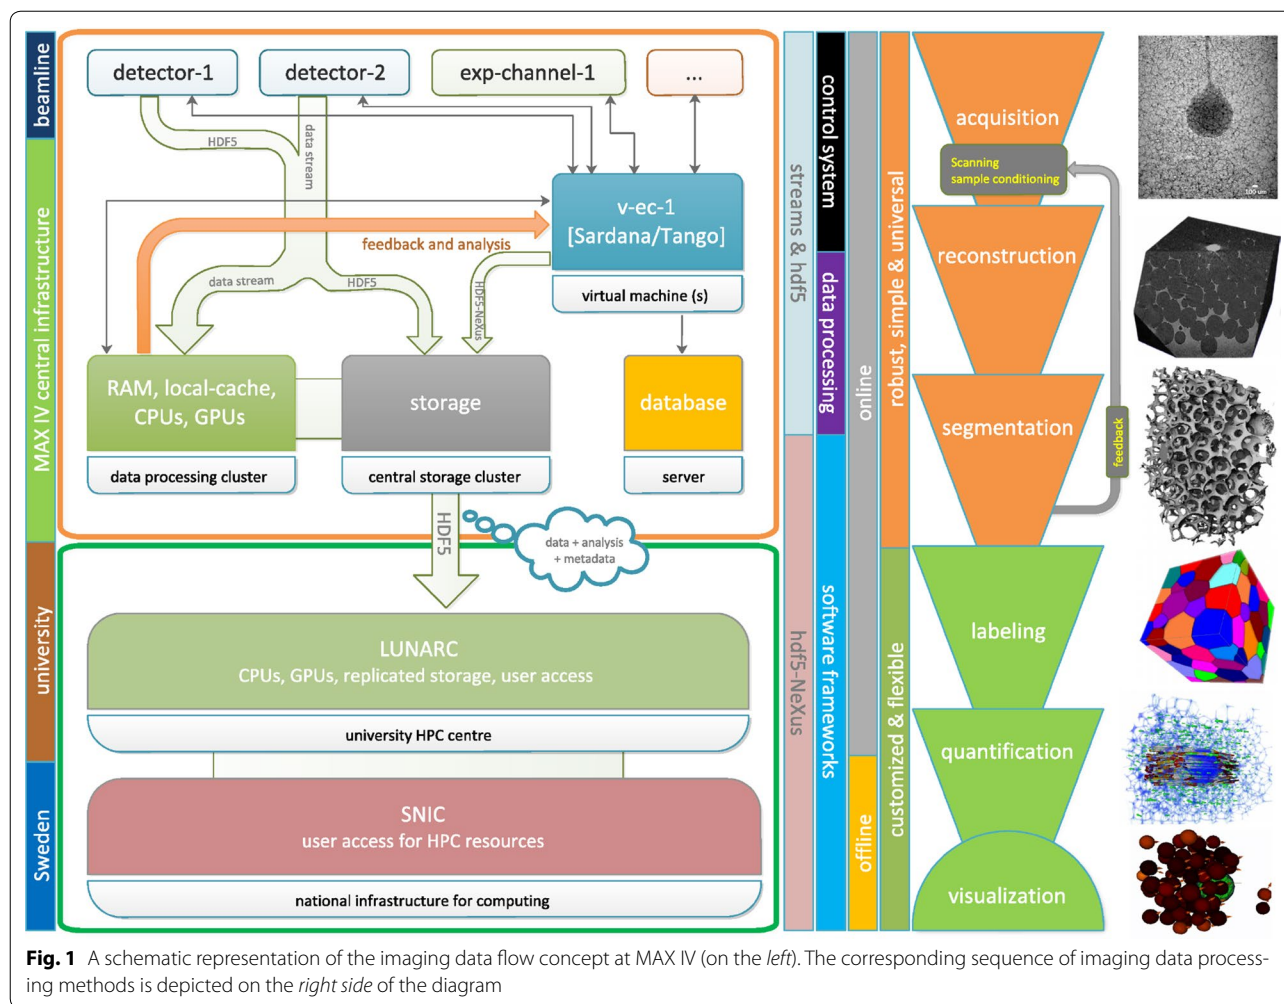 beamline
MAX IV central infrastructure
university
Sweden
detector-1
detector-2
exp-channel-1
...
HDF5
data stream
v-ec-1
[Sardana/Tango]
virtual machine (s)
feedback and analysis
data stream
HDF5
HDF5-NeXus
RAM, local-cache,
CPUs, GPUs
data processing cluster
storage
central storage cluster
database
server
HDF5
data + analysis
+ metadata
LUNARC
CPUs, GPUs, replicated storage, user access
university HPC centre
SNIC
user access for HPC resources
national infrastructure for computing
streams & hdf5
hdf5-NeXus
control system
data processing
software frameworks
online
offline
robust, simple & universal
customized & flexible
acquisition
Scanning
sample conditioning
reconstruction
segmentation
feedback
labeling
quantification
visualization
100 um
Fig. 1 A schematic representation of the imaging data flow concept at MAX IV (on the left). The corresponding sequence of imaging data process-
ing methods is depicted on the right side of the diagram